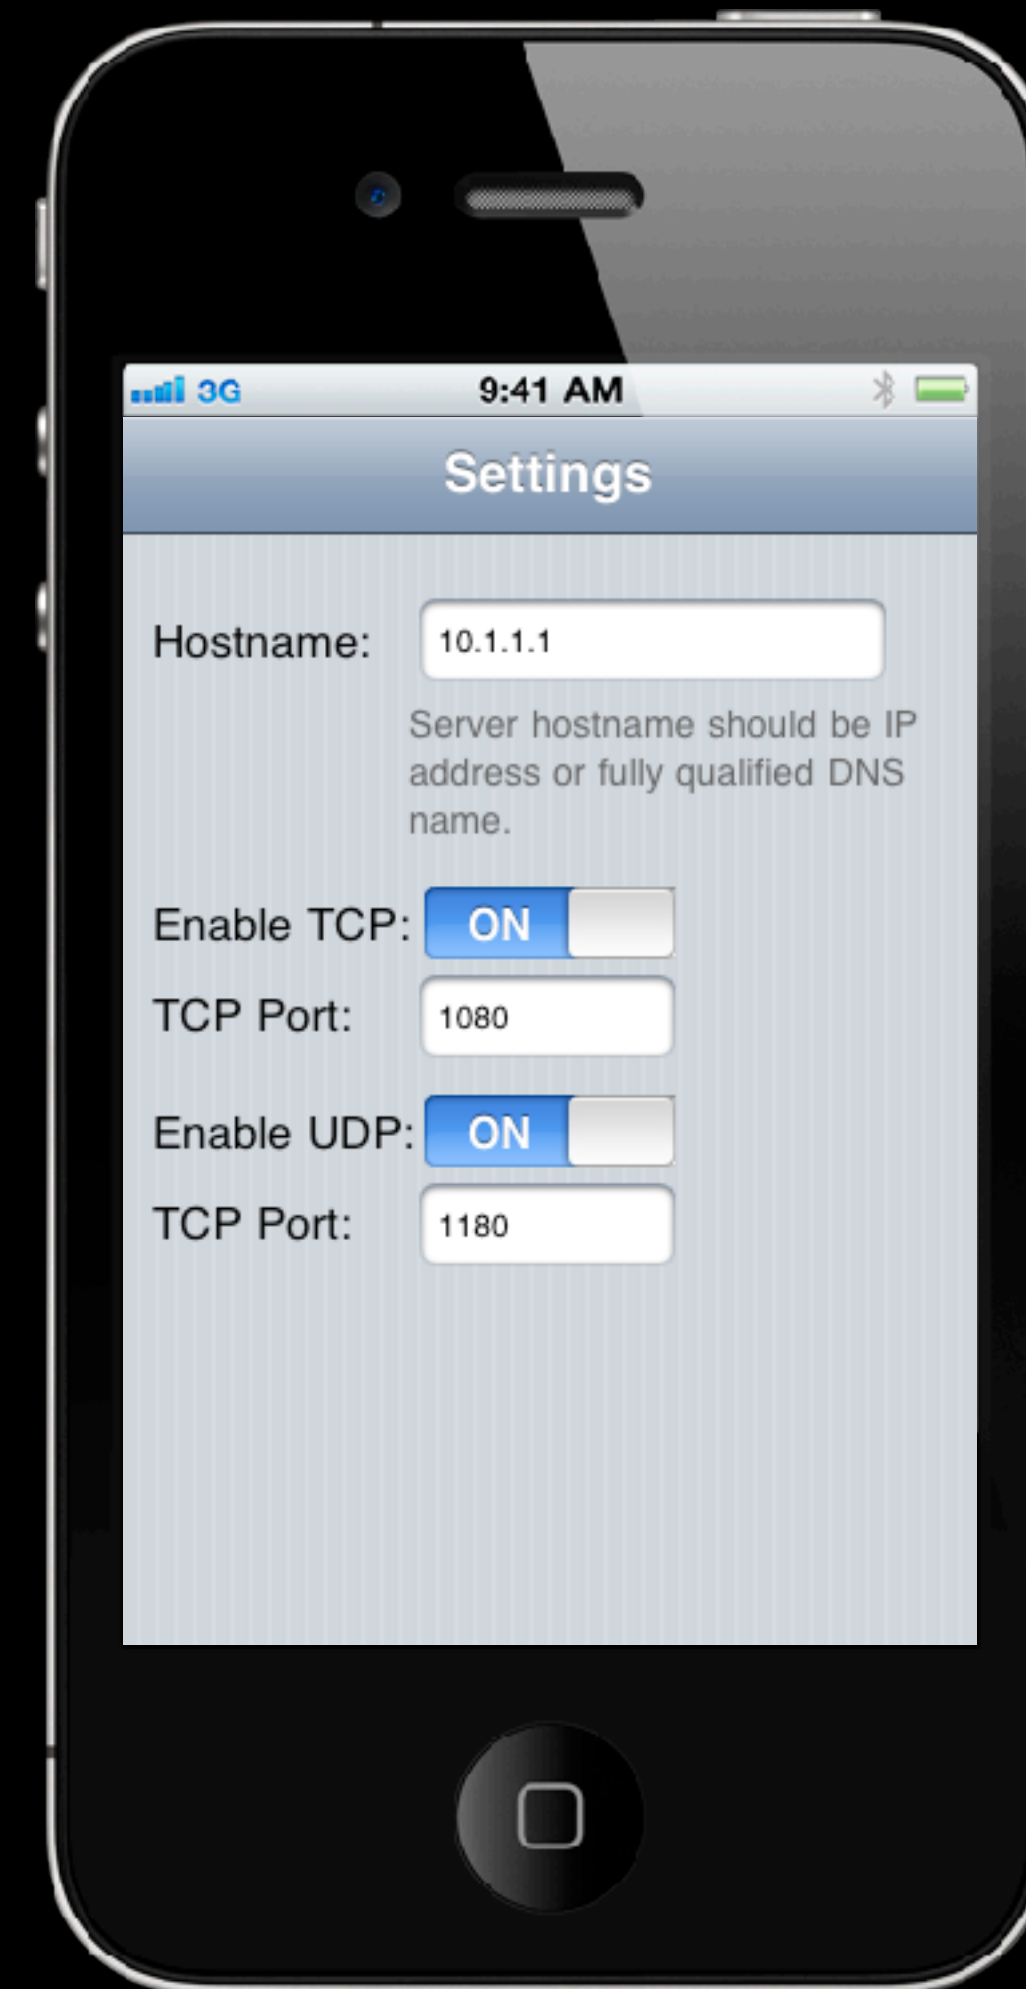 3G 9:41 AM
Settings
Hostname: 10.1.1.1
Server hostname should be IP
address or fully qualified DNS
name.
Enable TCP: ON
TCP Port: 1080
Enable UDP: ON
TCP Port: 1180